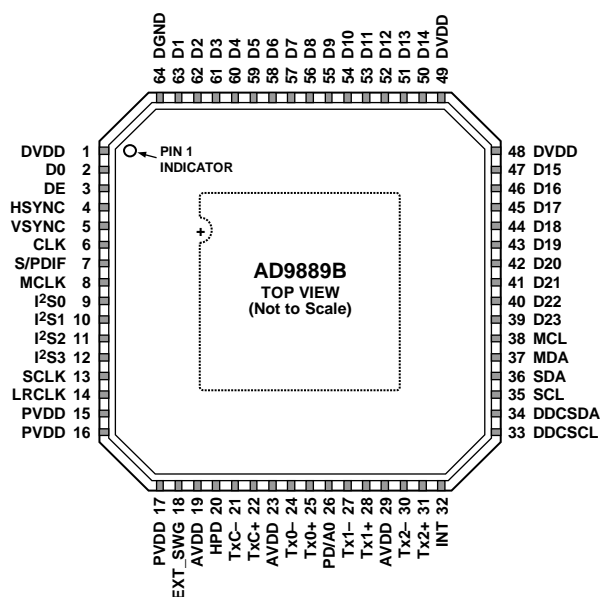 64 DGND
63 D1
62 D2
61 D3
60 D4
59 D5
58 D6
57 D7
56 D8
55 D9
54 D10
53 D11
52 D12
51 D13
50 D14
49 DVDD
DVDD 1
D0 2
DE 3
HSYNC 4
VSYNC 5
CLK 6
S/PDIF 7
MCLK 8
I²S0 9
I²S1 10
I²S2 11
I²S3 12
SCLK 13
LRCLK 14
PVDD 15
PVDD 16
PIN 1
INDICATOR
AD9889B
TOP VIEW
(Not to Scale)
48 DVDD
47 D15
46 D16
45 D17
44 D18
43 D19
42 D20
41 D21
40 D22
39 D23
38 MCL
37 MDA
36 SDA
35 SCL
34 DDCSDA
33 DDCSCL
PVDD 17
EXT_SWG 18
AVDD 19
HPD 20
TxC– 21
TxC+ 22
AVDD 23
Tx0– 24
Tx0+ 25
PD/A0 26
Tx1– 27
Tx1+ 28
AVDD 29
Tx2– 30
Tx2+ 31
INT 32